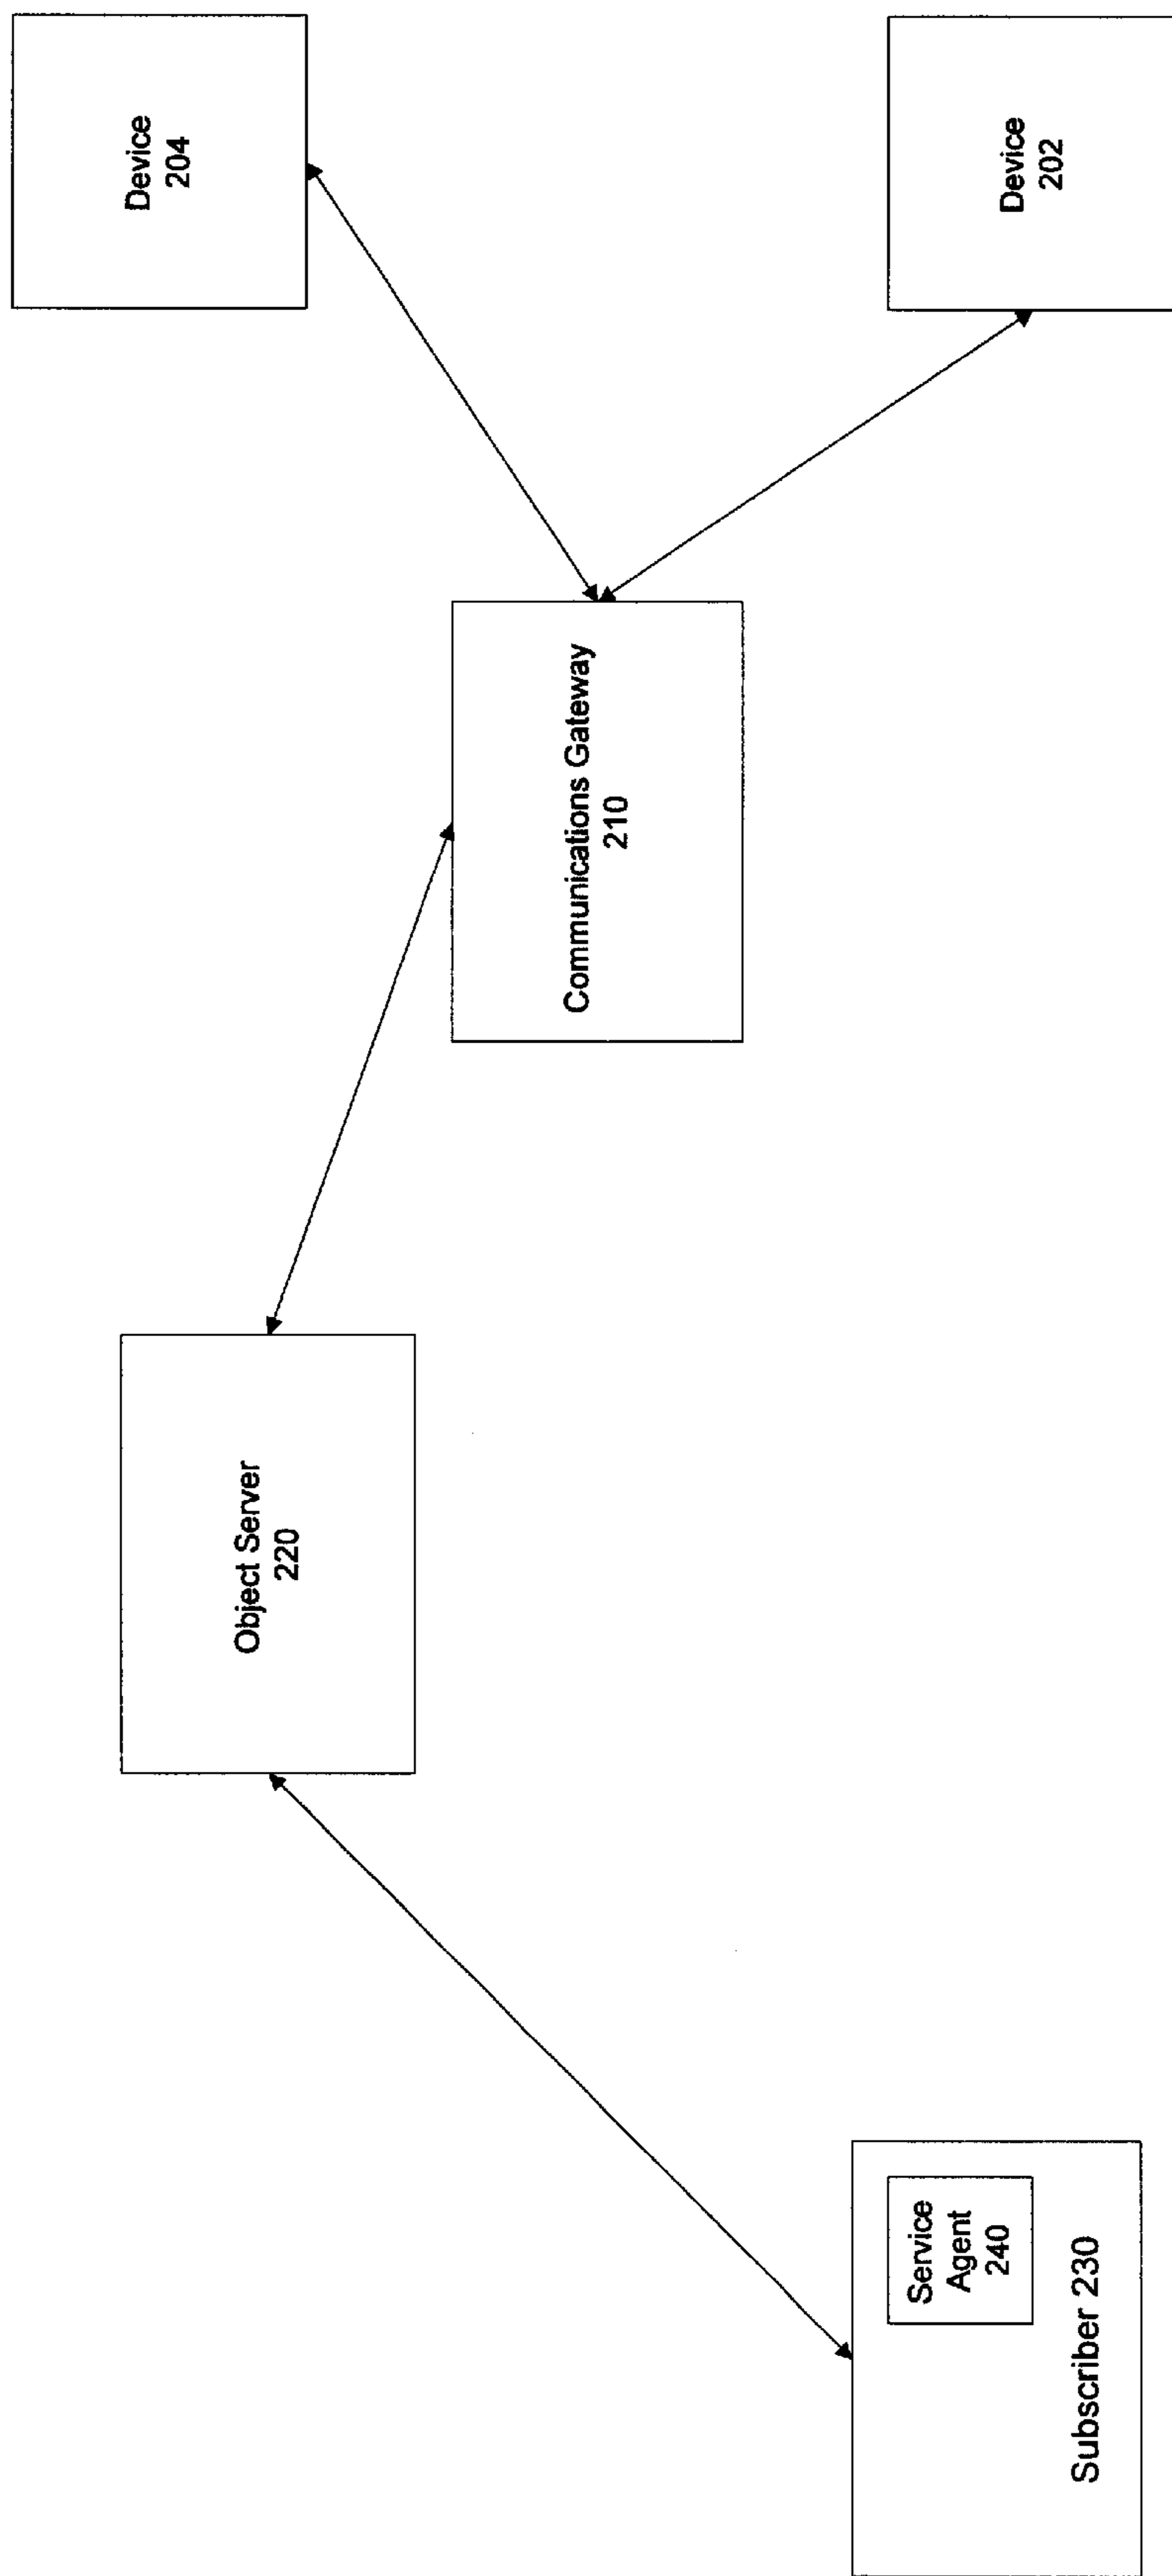 Device
204
Object Server
220
Communications Gateway
210
Service
Agent
240
Subscriber 230
Device
202